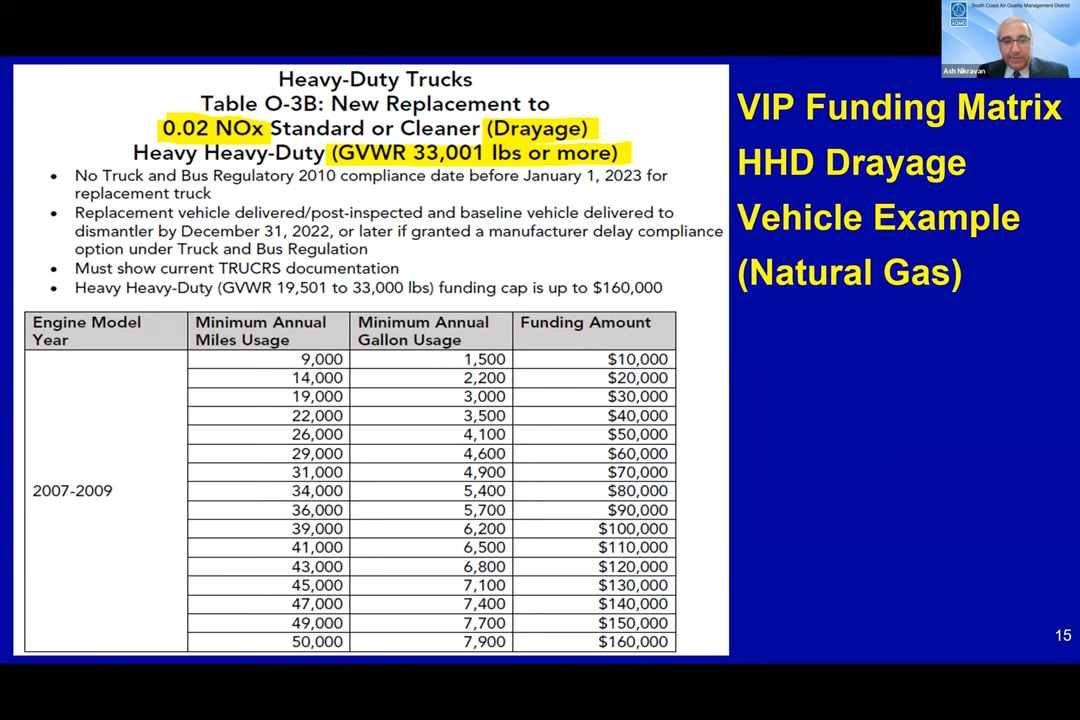 South Coast Air Quality Management District
AQMD
Ash Nikravan
Heavy-Duty Trucks
Table O-3B: New Replacement to
0.02 NOx Standard or Cleaner (Drayage)
Heavy Heavy-Duty (GVWR 33,001 lbs or more)
• No Truck and Bus Regulatory 2010 compliance date before January 1, 2023 for
replacement truck
• Replacement vehicle delivered/post-inspected and baseline vehicle delivered to
dismantler by December 31, 2022, or later if granted a manufacturer delay compliance
option under Truck and Bus Regulation
• Must show current TRUCRS documentation
• Heavy Heavy-Duty (GVWR 19,501 to 33,000 lbs) funding cap is up to $160,000
Engine Model Year Minimum Annual Miles Usage Minimum Annual Gallon Usage Funding Amount
9,000 1,500 $10,000
14,000 2,200 $20,000
19,000 3,000 $30,000
22,000 3,500 $40,000
26,000 4,100 $50,000
29,000 4,600 $60,000
31,000 4,900 $70,000
2007-2009 34,000 5,400 $80,000
36,000 5,700 $90,000
39,000 6,200 $100,000
41,000 6,500 $110,000
43,000 6,800 $120,000
45,000 7,100 $130,000
47,000 7,400 $140,000
49,000 7,700 $150,000
50,000 7,900 $160,000
VIP Funding Matrix
HHD Drayage
Vehicle Example
(Natural Gas)
15